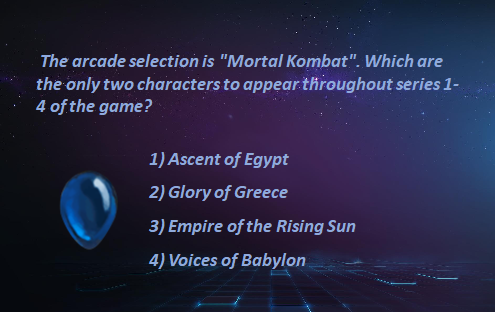 The arcade selection is "Mortal Kombat". Which are
the only two characters to appear throughout series 1-
4 of the game?
1) Ascent of Egypt
2) Glory of Greece
3) Empire of the Rising Sun
4) Voices of Babylon